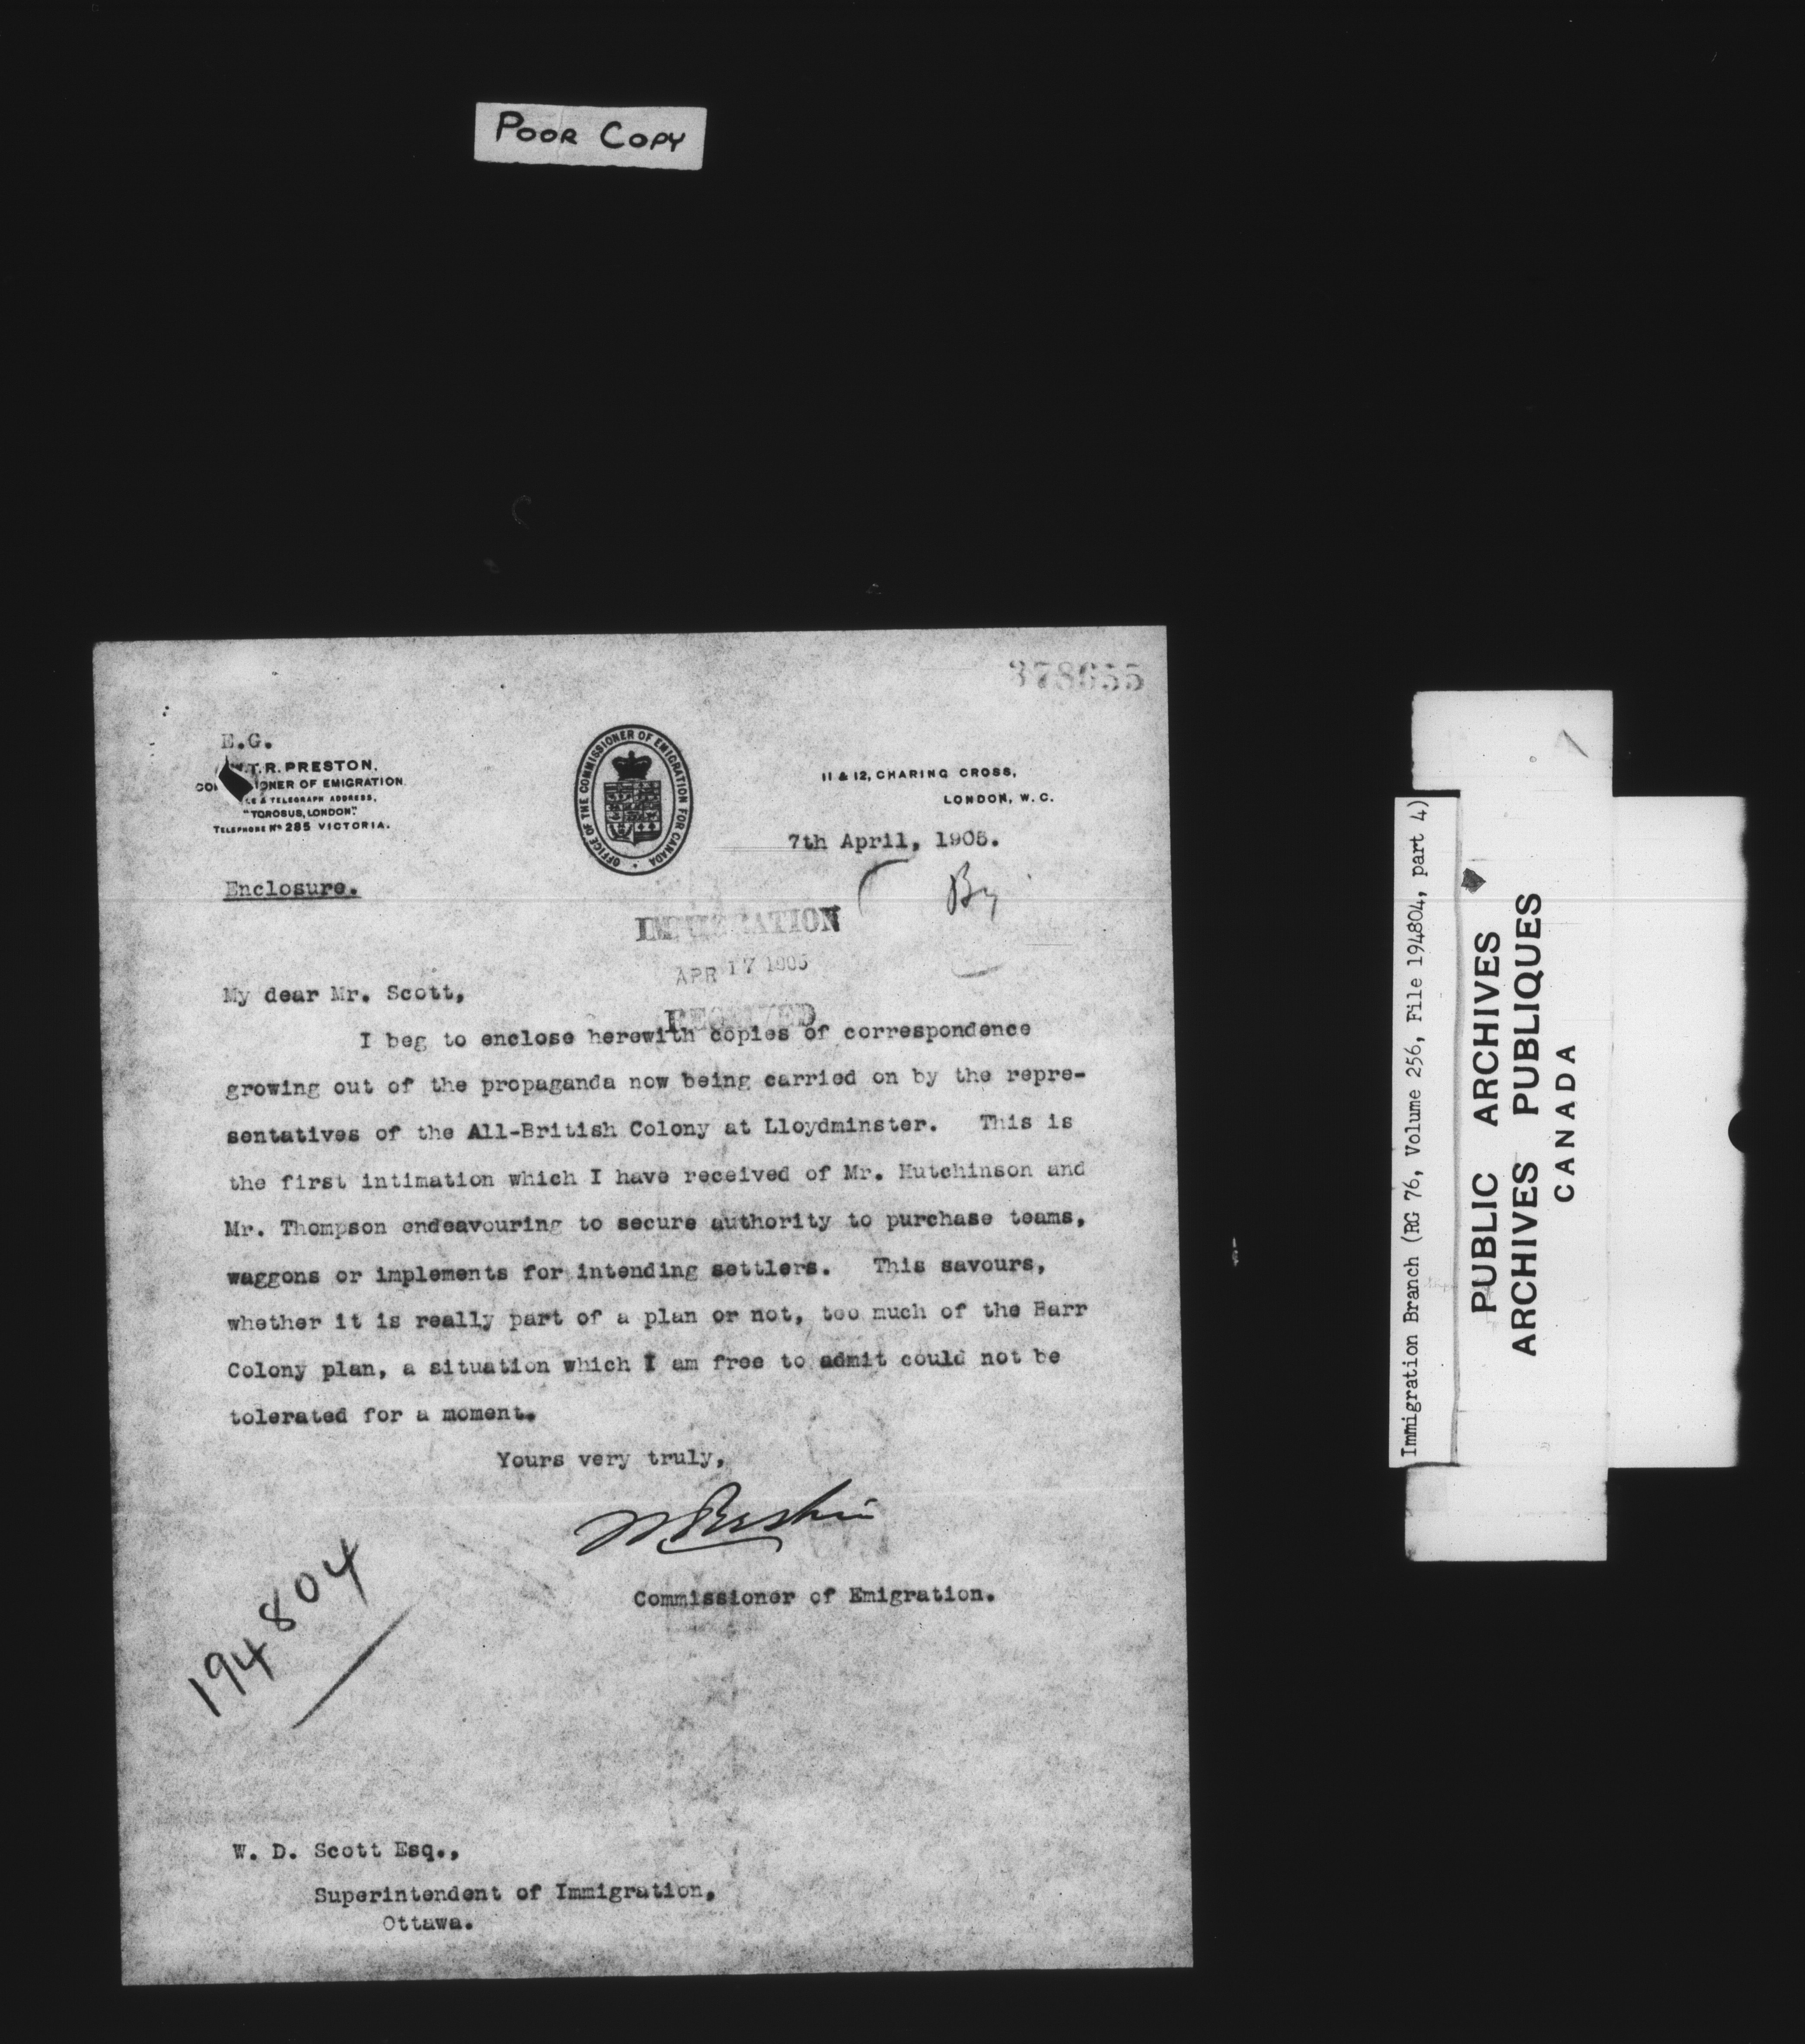 POOR COPY
378655
E.G.
W.T.R. PRESTON,
COMMISSIONER OF EMIGRATION.
CABLE & TELEGRAPH ADDRESS,
"TOROSUS, LONDON".
TELEPHONE No 285 VICTORIA.
OFFICE OF THE COMMISSIONER OF EMIGRATION FOR CANADA
11 & 12, CHARING CROSS,
LONDON, W.C.
7th April, 1905.
Enclosure.
IMMIGRATION
APR 17 1905
RECEIVED
My dear Mr. Scott,
I beg to enclose herewith copies of correspondence
growing out of the propaganda now being carried on by the repre-
sentatives of the All-British Colony at Lloydminster. This is
the first intimation which I have received of Mr. Hutchinson and
Mr. Thompson endeavouring to secure authority to purchase teams,
waggons or implements for intending settlers. This savours,
whether it is really part of a plan or not, too much of the Barr
Colony plan, a situation which I am free to admit could not be
tolerated for a moment.
Yours very truly,
Commissioner of Emigration.
194804
W. D. Scott Esq.,
Superintendent of Immigration,
Ottawa.
Immigration Branch (RG 76, Volume 256, File 194804, part 4)
PUBLIC ARCHIVES
ARCHIVES PUBLIQUES
CANADA